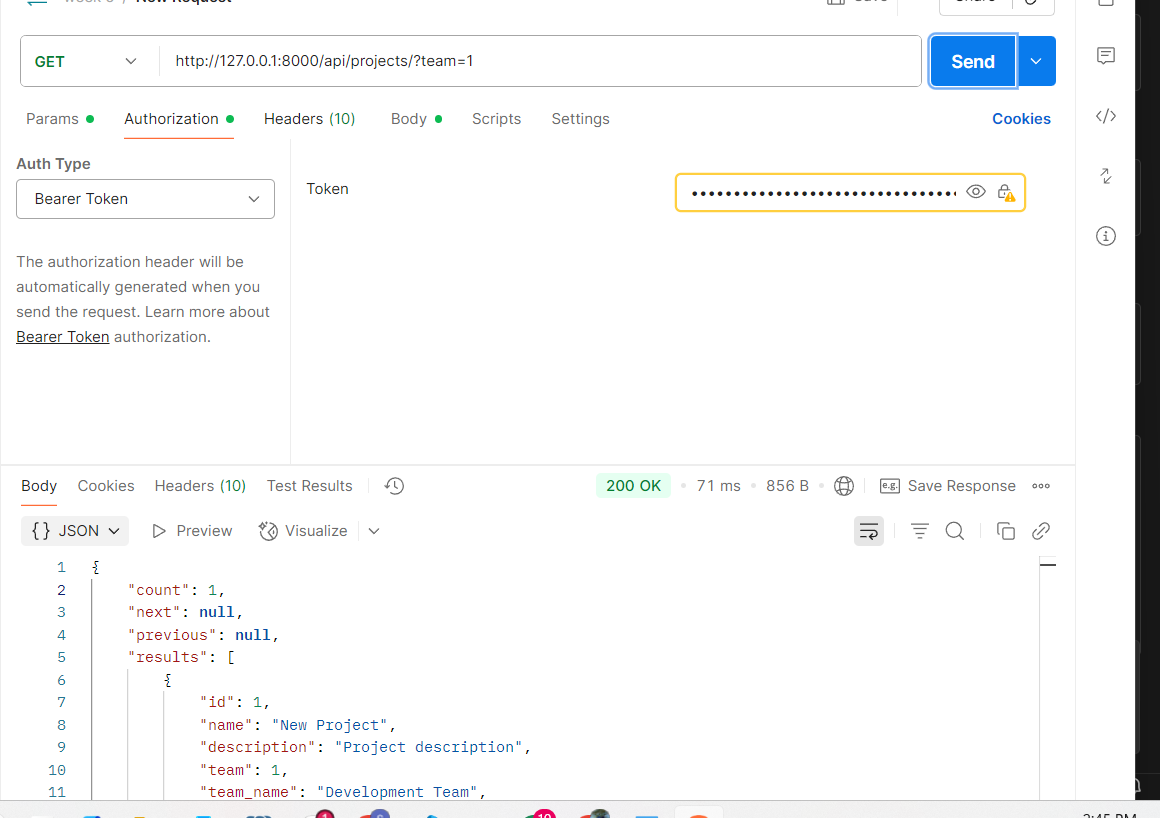 New Request
Share
GET http://127.0.0.1:8000/api/projects/?team=1 Send
Params Authorization Headers (10) Body Scripts Settings Cookies
Auth Type
Bearer Token
Token
••••••••••••••••••••••••••••••••
The authorization header will be
automatically generated when you
send the request. Learn more about
Bearer Token authorization.
Body Cookies Headers (10) Test Results 200 OK • 71 ms • 856 B • e.g. Save Response
{} JSON Preview Visualize
1 {
2 "count": 1,
3 "next": null,
4 "previous": null,
5 "results": [
6 {
7 "id": 1,
8 "name": "New Project",
9 "description": "Project description",
10 "team": 1,
11 "team_name": "Development Team",